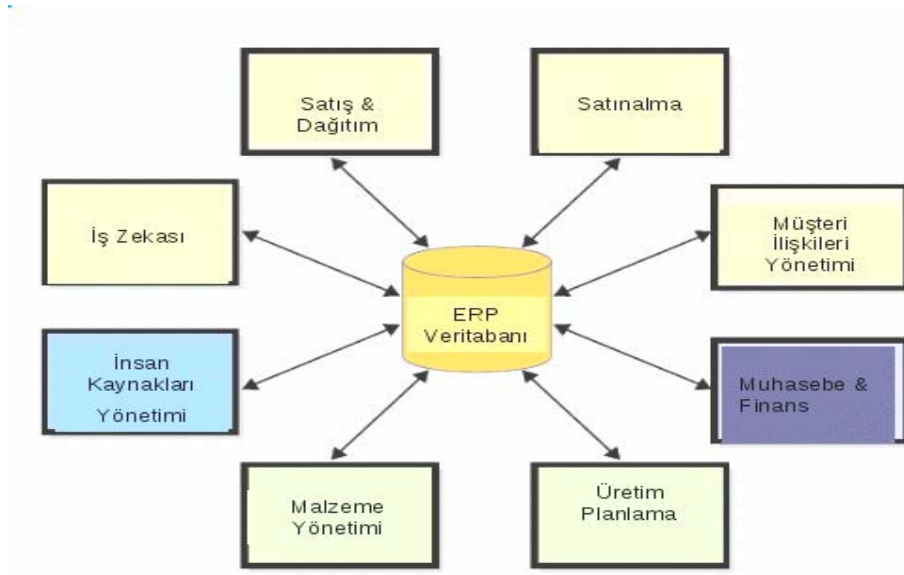 Satış &
Dağıtım
Satınalma
İş Zekası
Müşteri
İlişkileri
Yönetimi
ERP
Veritabanı
İnsan
Kaynakları
Yönetimi
Muhasebe &
Finans
Malzeme
Yönetimi
Üretim
Planlama